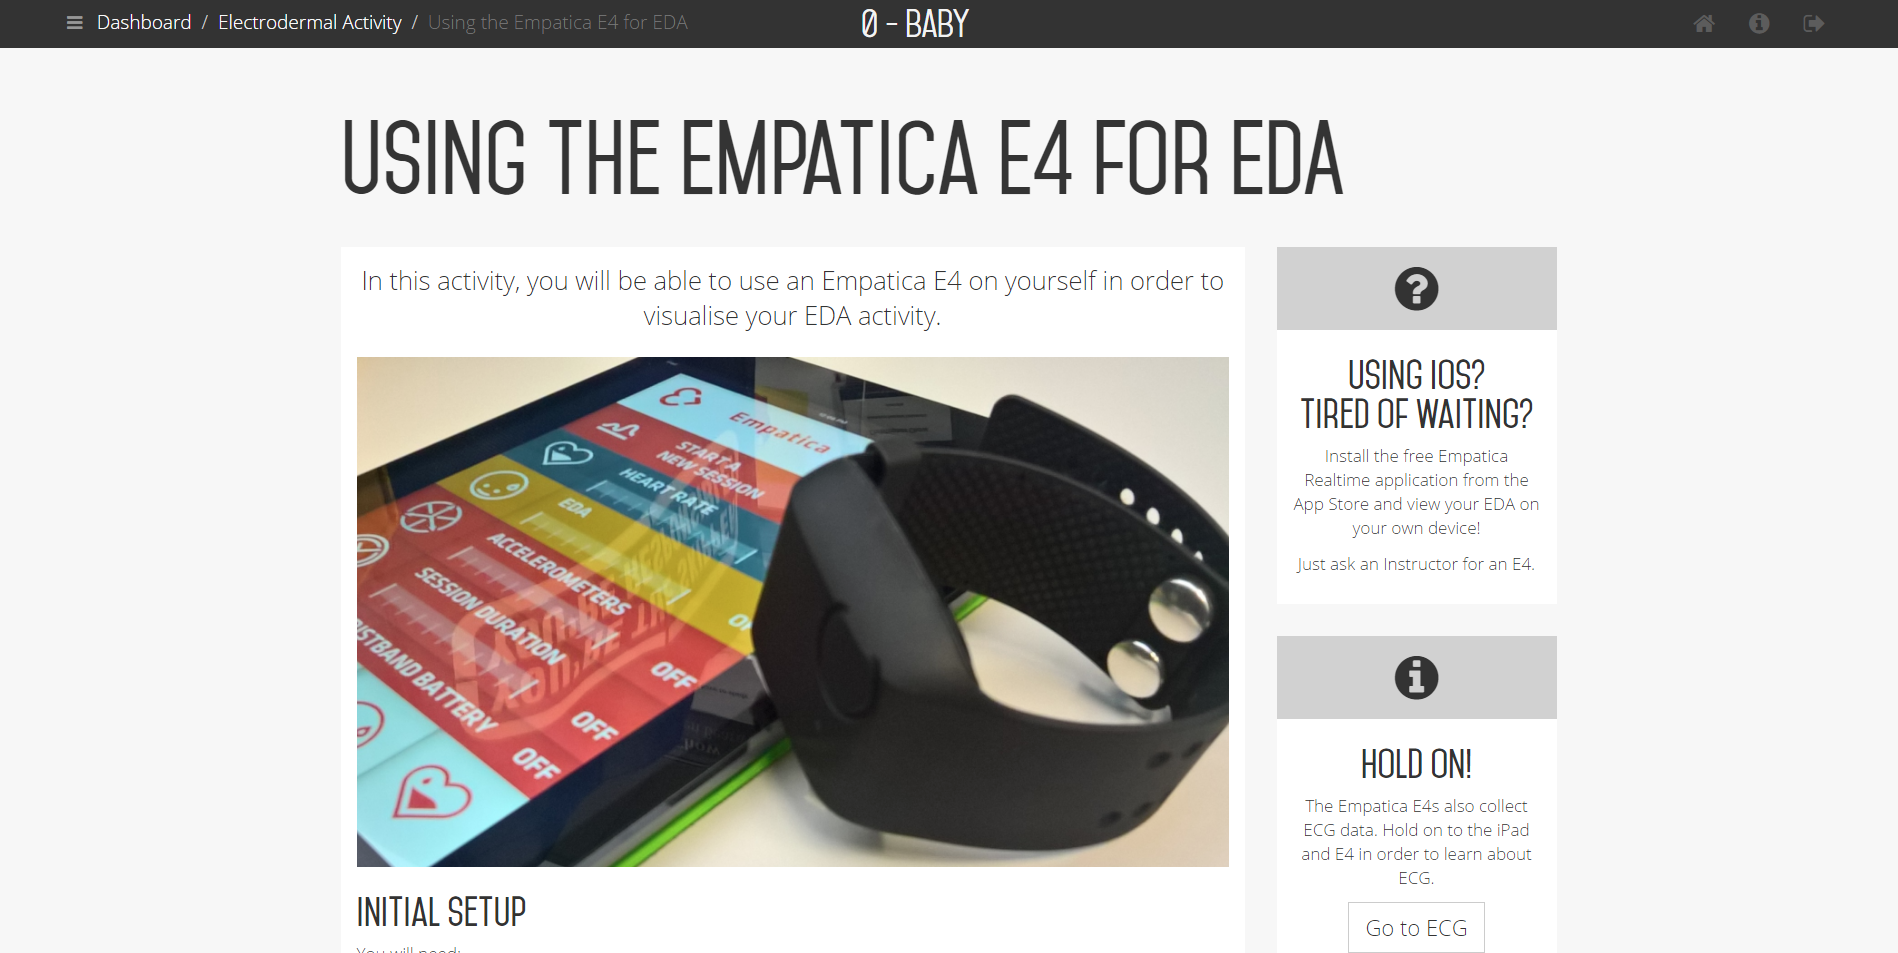 Dashboard / Electrodermal Activity / Using the Empatica E4 for EDA
0 - BABY
USING THE EMPATICA E4 FOR EDA
In this activity, you will be able to use an Empatica E4 on yourself in order to
visualise your EDA activity.
Empatica
START A
NEW SESSION
HEART RATE
EDA
ACCELEROMETERS
SESSION DURATION
OFF
OFF
OFF
INITIAL SETUP
You will need:
USING IOS?
TIRED OF WAITING?
Install the free Empatica
Realtime application from the
App Store and view your EDA on
your own device!
Just ask an Instructor for an E4.
HOLD ON!
The Empatica E4s also collect
ECG data. Hold on to the iPad
and E4 in order to learn about
ECG.
Go to ECG